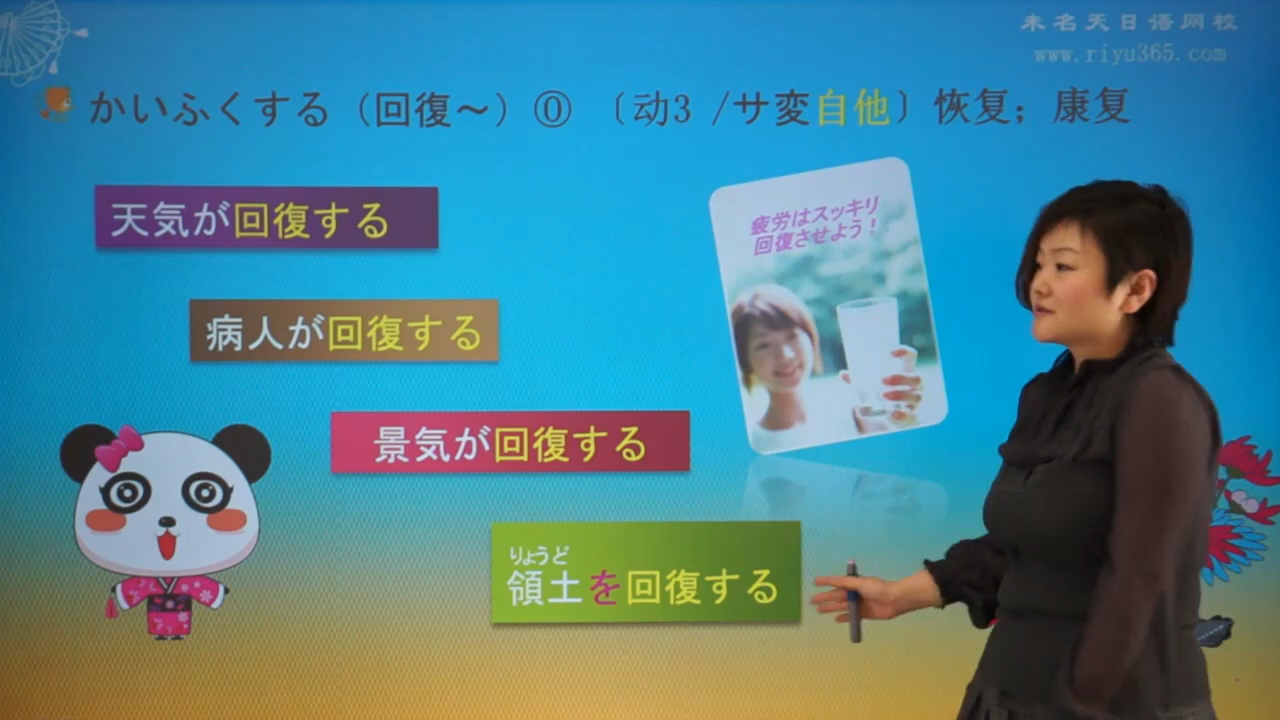 未名天日语网校
www.riyu365.com
かいふくする（回復～）⓪ 〔动3 /サ変自他〕恢复；康复
天気が回復する
疲労はスッキリ
回復させよう！
病人が回復する
景気が回復する
りょうど
領土を回復する